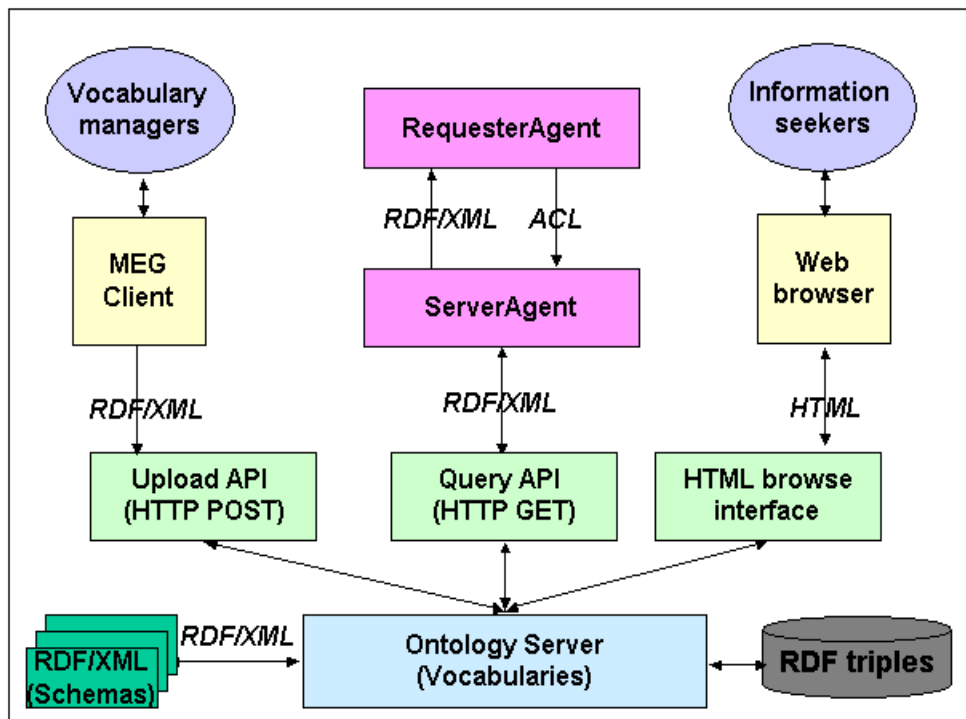 Vocabulary
managers
RequesterAgent
Information
seekers
RDF/XML
ACL
MEG
Client
ServerAgent
Web
browser
RDF/XML
RDF/XML
HTML
Upload API
(HTTP POST)
Query API
(HTTP GET)
HTML browse
interface
RDF/XML
(Schemas)
RDF/XML
Ontology Server
(Vocabularies)
RDF triples